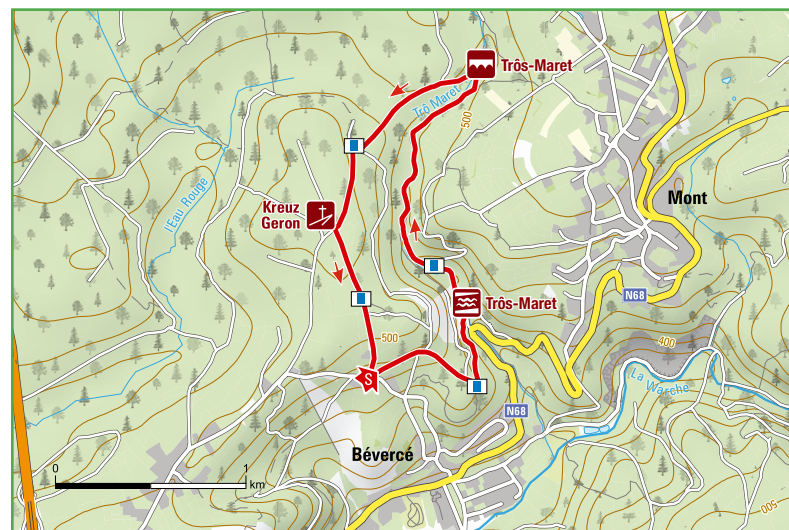 Trôs-Maret
Trô Maret
500
l'Eau Rouge
Mont
Kreuz
Geron
Trôs-Maret
N68
500
400
La Warche
S
N68
Bévercé
0
1
km
500